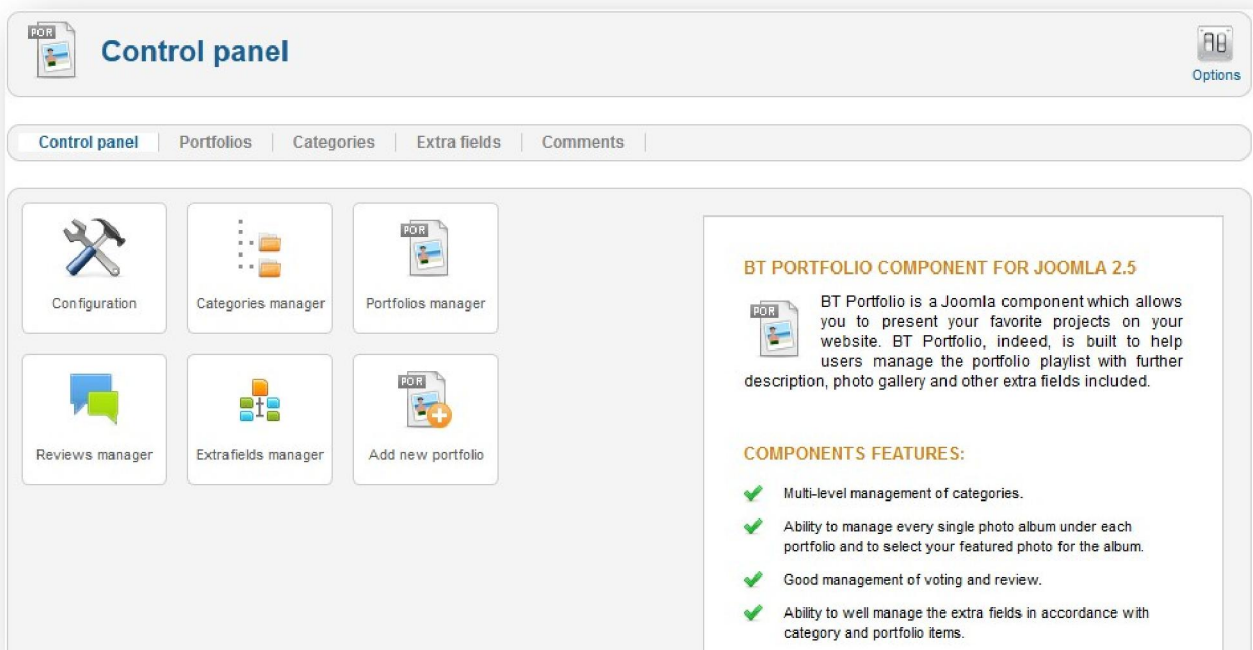 POR
Control panel
Options
Control panel
Portfolios
Categories
Extra fields
Comments
Configuration
Categories manager
POR
Portfolios manager
Reviews manager
Extrafields manager
POR
Add new portfolio
BT PORTFOLIO COMPONENT FOR JOOMLA 2.5
POR
BT Portfolio is a Joomla component which allows
you to present your favorite projects on your
website. BT Portfolio, indeed, is built to help
users manage the portfolio playlist with further
description, photo gallery and other extra fields included.
COMPONENTS FEATURES:
Multi-level management of categories.
Ability to manage every single photo album under each
portfolio and to select your featured photo for the album.
Good management of voting and review.
Ability to well manage the extra fields in accordance with
category and portfolio items.